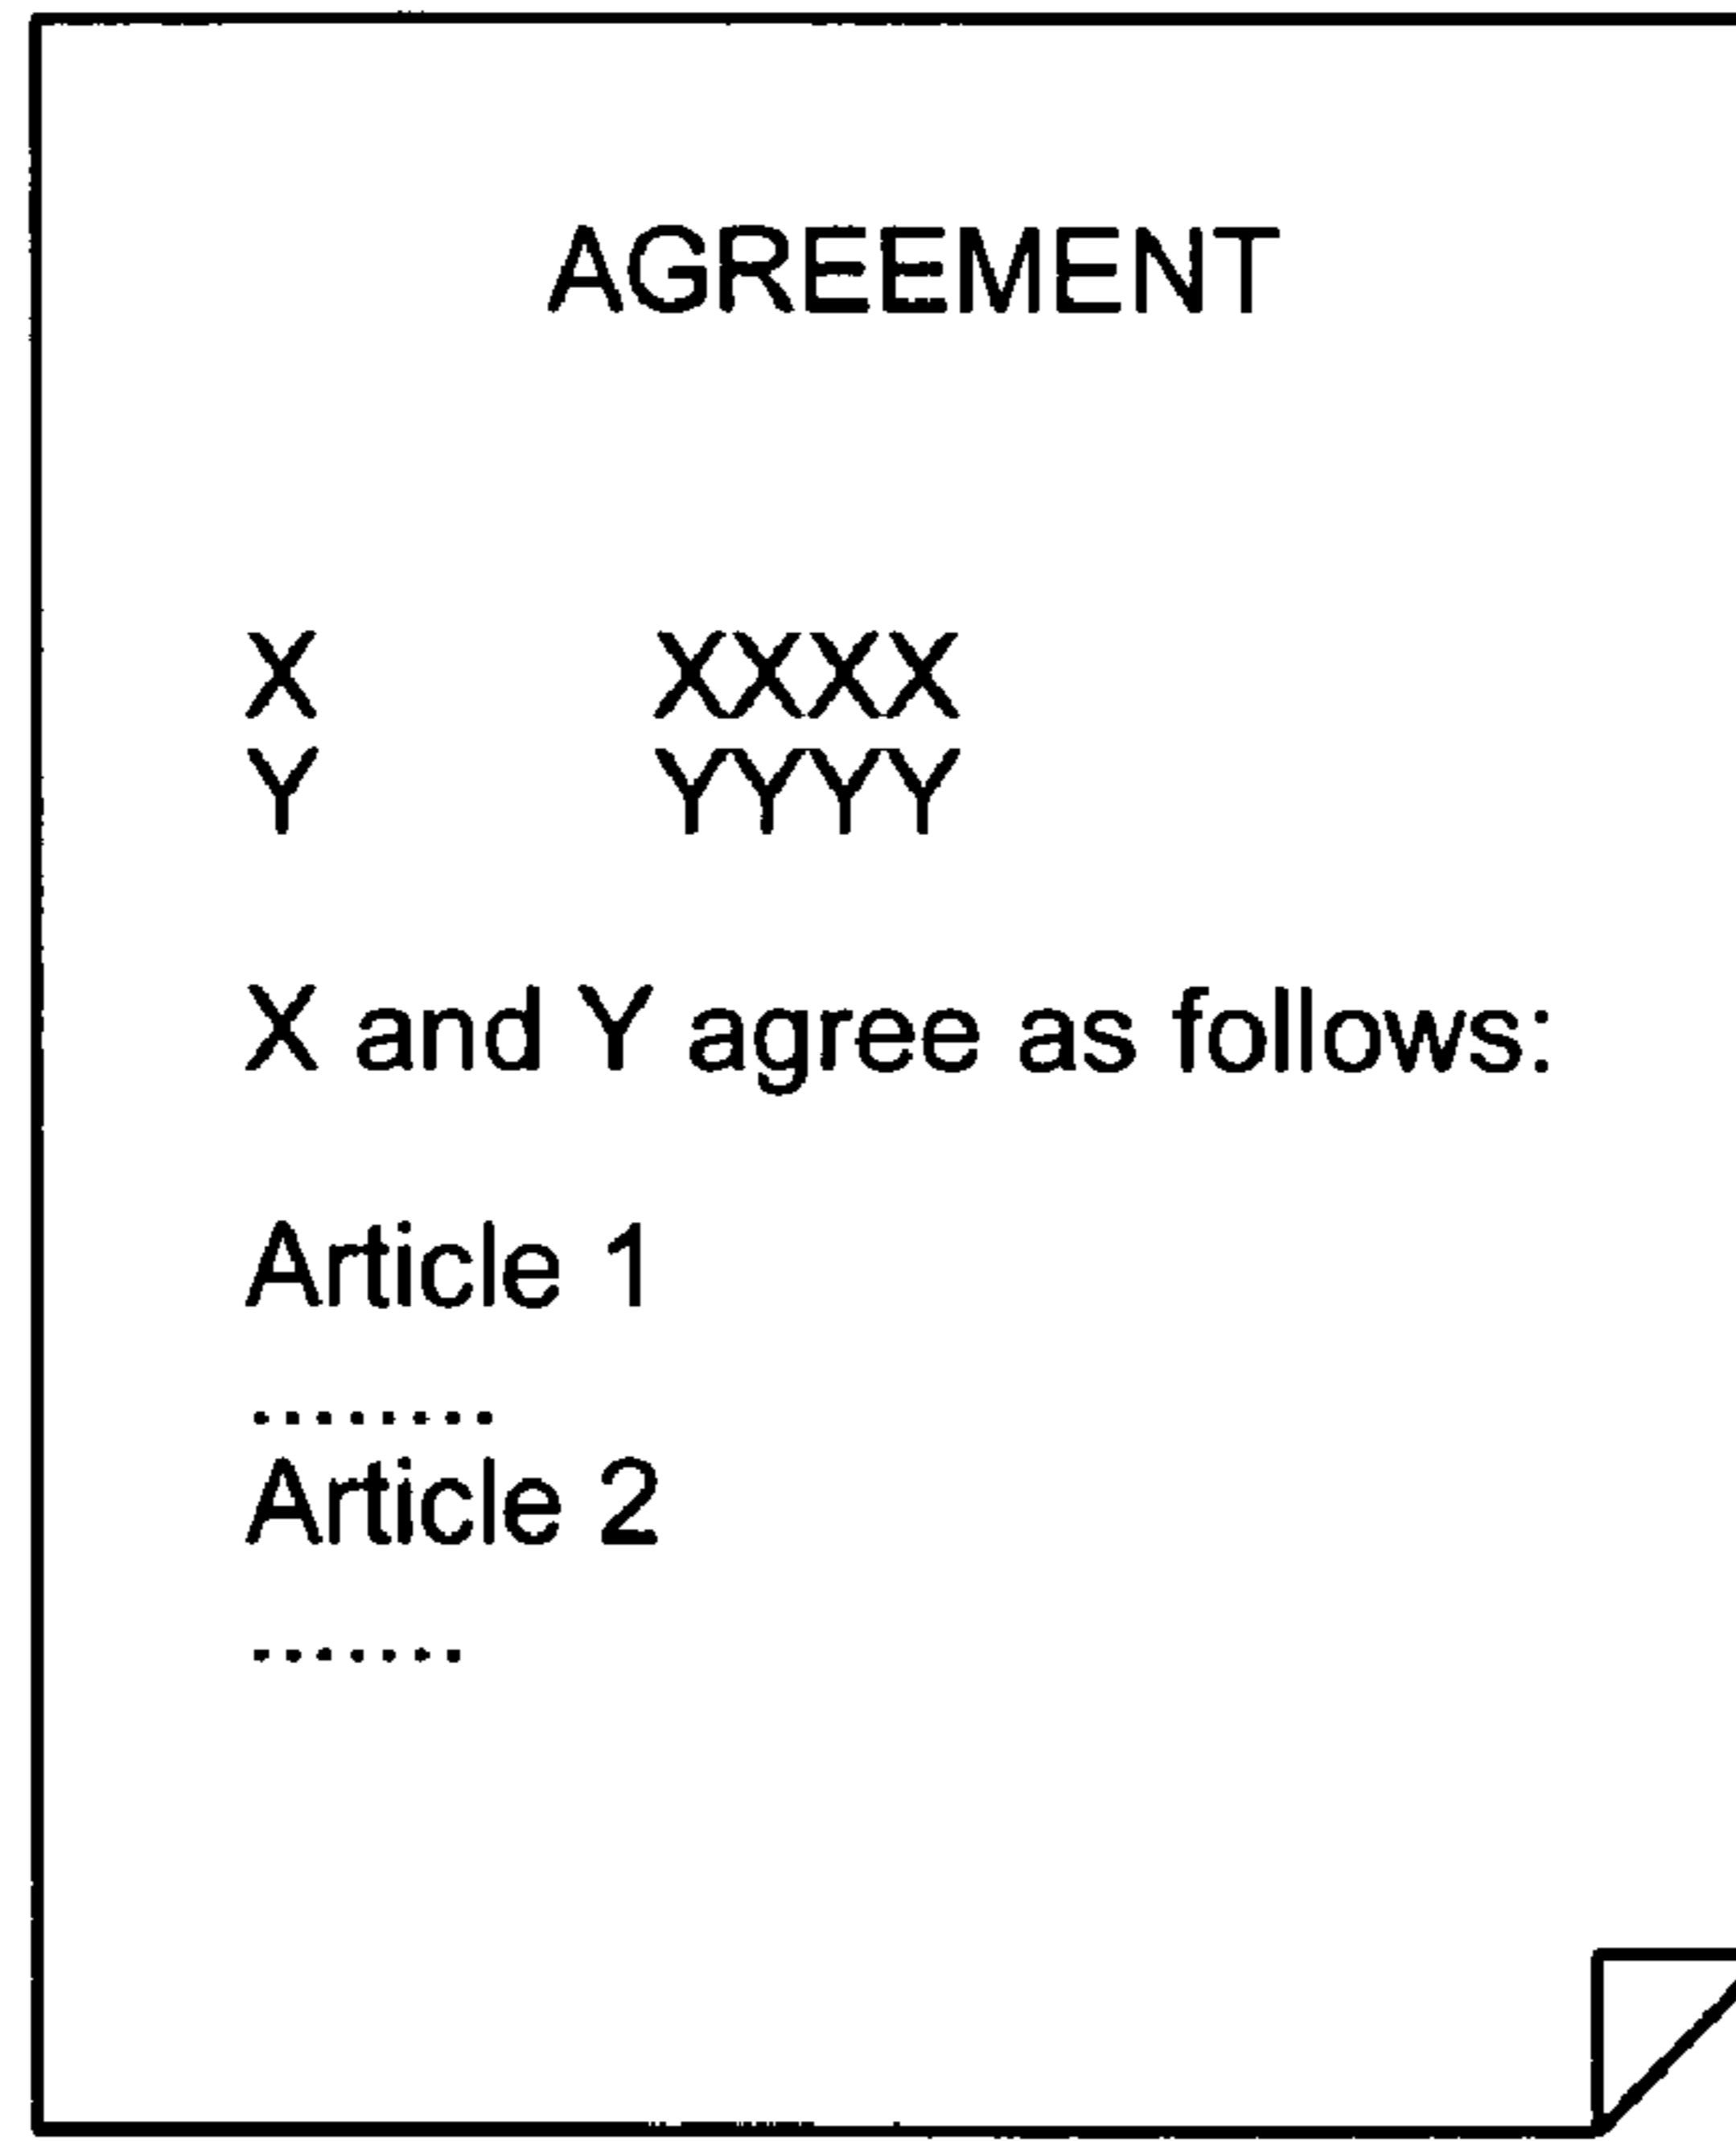 AGREEMENT
X XXXX
Y YYYY
X and Y agree as follows:
Article 1
........
Article 2
.......